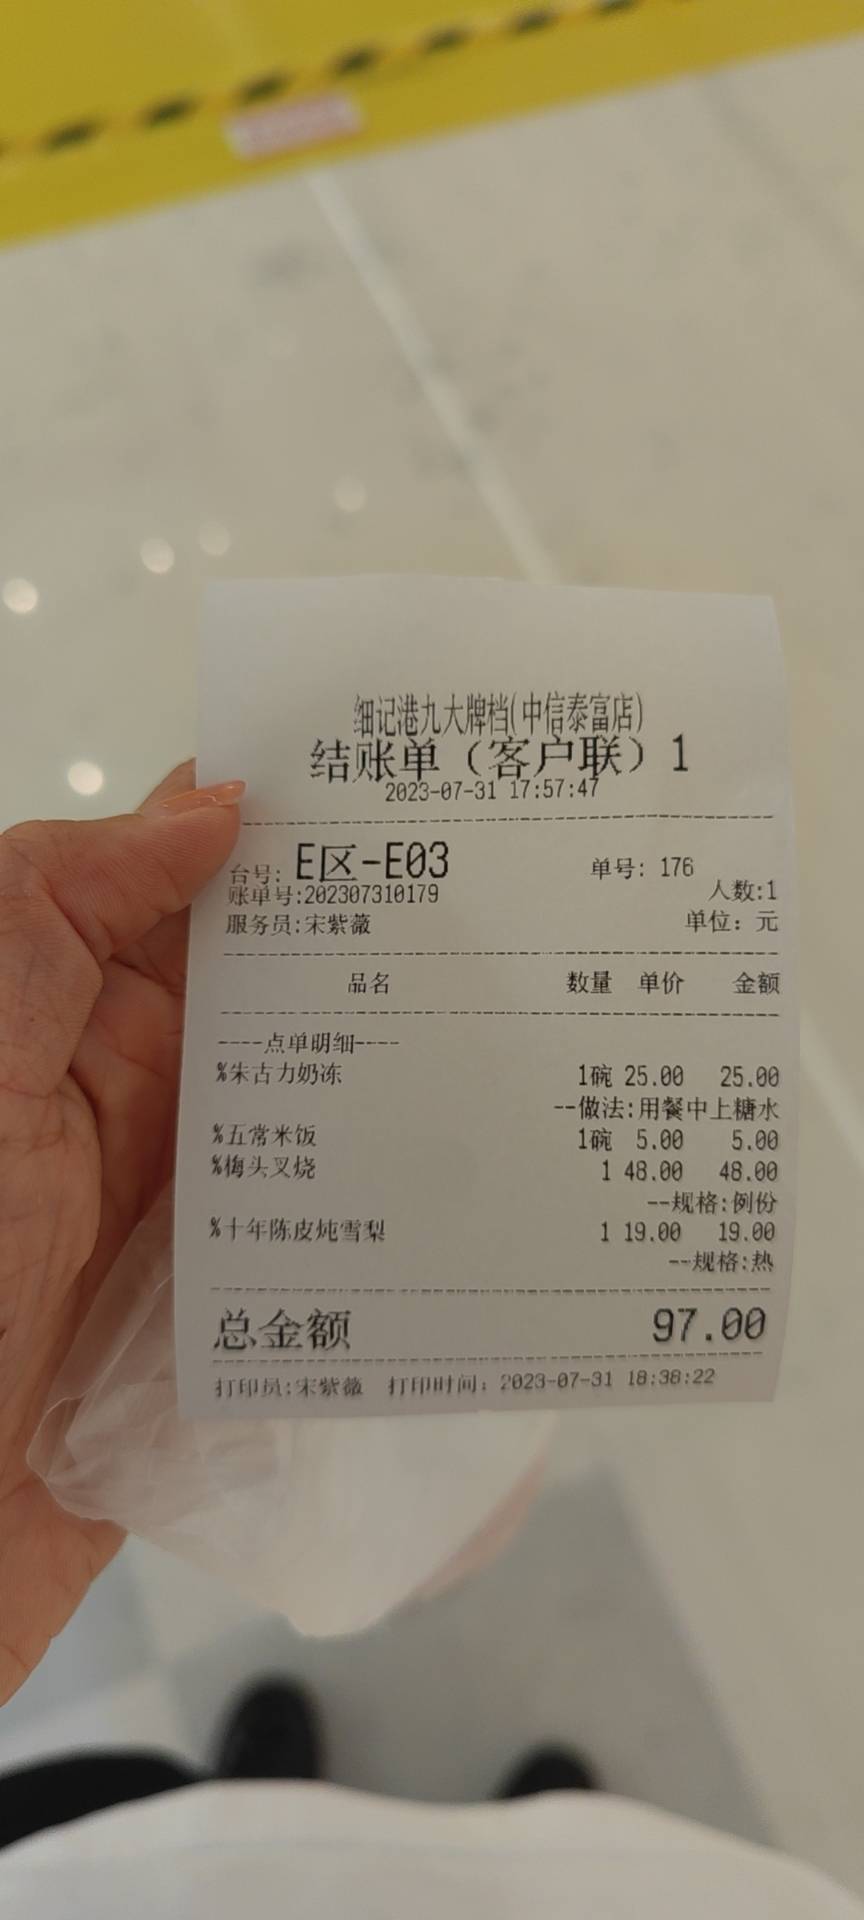 细记港九大牌档(中信泰富店)
结账单（客户联）1
2023-07-31 17:57:47
台号: E区-E03 单号: 176
账单号:202307310179 人数:1
服务员:宋紫薇 单位: 元
品名 数量 单价 金额
----点单明细----
%朱古力奶冻 1碗 25.00 25.00
--做法:用餐中上糖水
%五常米饭 1碗 5.00 5.00
%梅头叉烧 1 48.00 48.00
--规格:例份
%十年陈皮炖雪梨 1 19.00 19.00
--规格:热
总金额 97.00
打印员:宋紫薇 打印时间: 2023-07-31 18:38:22